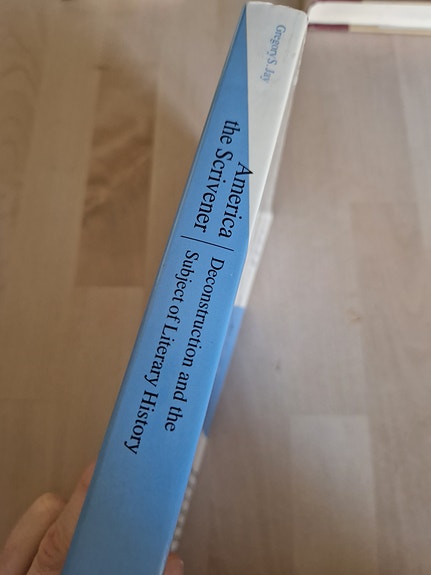 Gregory S. Jay
America
the Scrivener
Deconstruction and the
Subject of Literary History